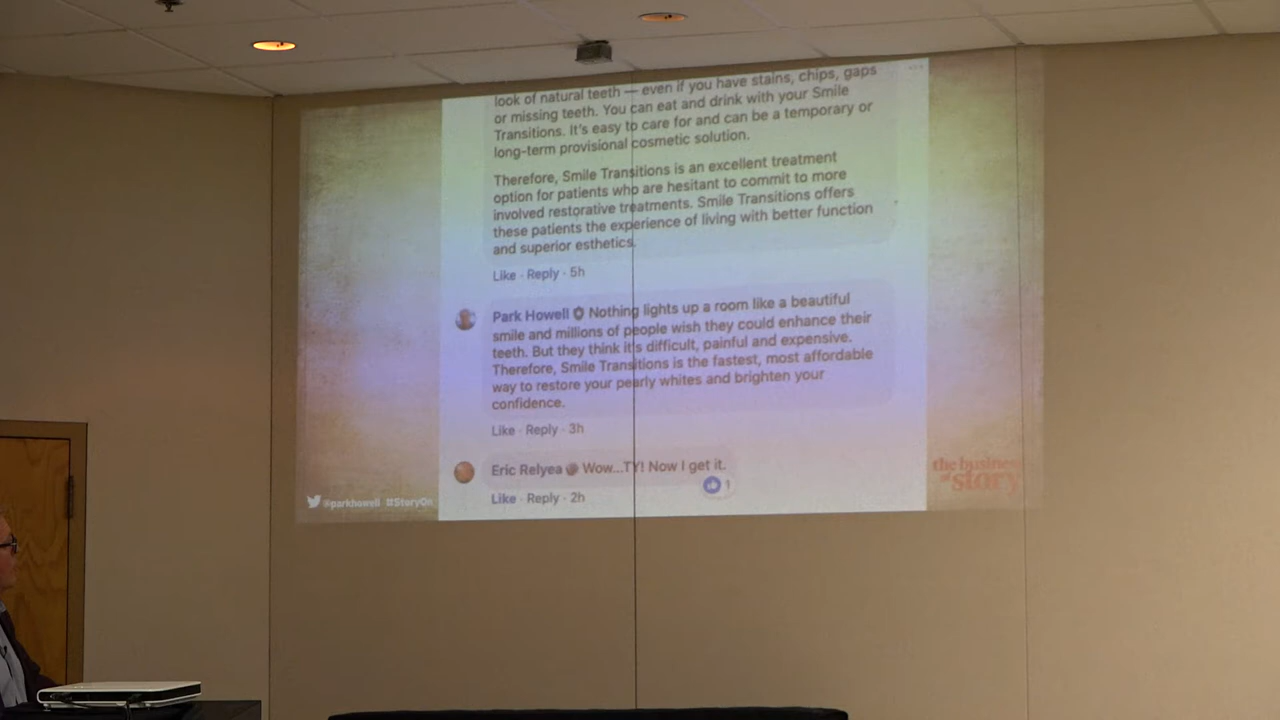 look of natural teeth — even if you have stains, chips, gaps
or missing teeth. You can eat and drink with your Smile
Transitions. It's easy to care for and can be a temporary or
long-term provisional cosmetic solution.
Therefore, Smile Transitions is an excellent treatment
option for patients who are hesitant to commit to more
involved restorative treatments. Smile Transitions offers
these patients the experience of living with better function
and superior esthetics.
Like · Reply · 5h
Park Howell Nothing lights up a room like a beautiful
smile and millions of people wish they could enhance their
teeth. But they think it's difficult, painful and expensive.
Therefore, Smile Transitions is the fastest, most affordable
way to restore your pearly whites and brighten your
confidence.
Like · Reply · 3h
Eric Relyea Wow...TY! Now I get it.
1
Like · Reply · 2h
@parkhowell #StoryOn
the business
of story